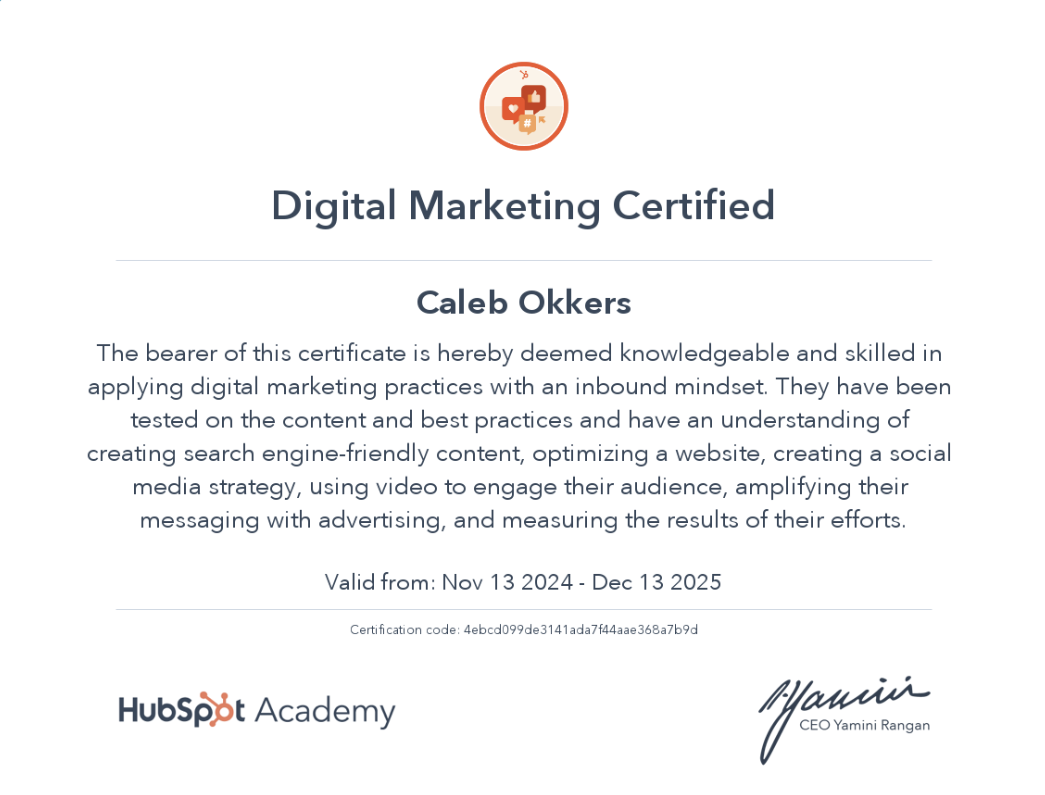 #
Digital Marketing Certified
Caleb Okkers
The bearer of this certificate is hereby deemed knowledgeable and skilled in
applying digital marketing practices with an inbound mindset. They have been
tested on the content and best practices and have an understanding of
creating search engine-friendly content, optimizing a website, creating a social
media strategy, using video to engage their audience, amplifying their
messaging with advertising, and measuring the results of their efforts.
Valid from: Nov 13 2024 - Dec 13 2025
Certification code: 4ebcd099de3141ada7f44aae368a7b9d
HubSpot Academy
Yamini
CEO Yamini Rangan